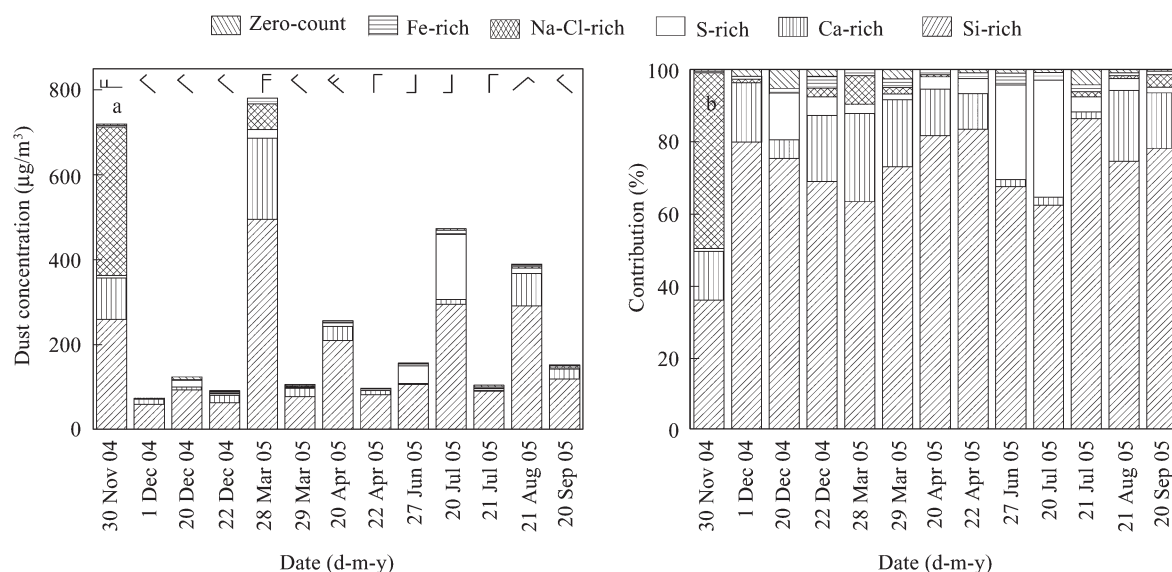 Zero-count Fe-rich Na-Cl-rich S-rich Ca-rich Si-rich
800
600
400
200
0
a
Dust concentration (μg/m³)
30 Nov 04
1 Dec 04
20 Dec 04
22 Dec 04
28 Mar 05
29 Mar 05
20 Apr 05
22 Apr 05
27 Jun 05
20 Jul 05
21 Jul 05
21 Aug 05
20 Sep 05
Date (d-m-y)
100
80
60
40
20
0
b
Contribution (%)
30 Nov 04
1 Dec 04
20 Dec 04
22 Dec 04
28 Mar 05
29 Mar 05
20 Apr 05
22 Apr 05
27 Jun 05
20 Jul 05
21 Jul 05
21 Aug 05
20 Sep 05
Date (d-m-y)